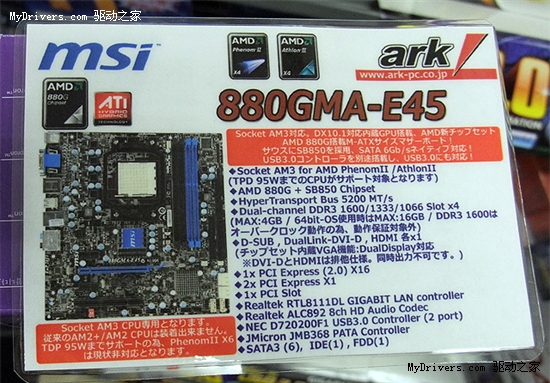 MyDrivers.com 驱动之家
msi
AMD
Phenom II
X4
AMD
Athlon II
X4
ark
www.ark-pc.co.jp
AMD
880G
ATI
HYBRID
GRAPHICS
TECHNOLOGY
880GMA-E45
Socket AM3対応、DX10.1対応内蔵GPU搭載、AMD新チップセット
AMD 880G搭載M-ATXサイズマザーボード！
サウスにSB850を採用、SATA 6Gb/sネイティブ対応！
USB3.0コントローラを別途搭載し、USB3.0にも対応！
◆Socket AM3 for AMD PhenomII /AthlonII
(TPD 95WまでのCPUがサポート対象となります)
◆AMD 880G + SB850 Chipset
◆HyperTransport Bus 5200 MT/s
◆Dual-channel DDR3 1600/1333/1066 Slot x4
(MAX:4GB / 64bit-OS使用時はMAX:16GB / DDR3 1600は
オーバークロック動作の為、動作保証対象外)
◆D-SUB , DualLink-DVI-D , HDMI 各x1
(チップセット内蔵VGA機能:DualDisplay対応
※DVI-DとHDMIは排他仕様。同時出力不可です。)
◆1x PCI Express (2.0) X16
◆2x PCI Express X1
◆1x PCI Slot
◆Realtek RTL8111DL GIGABIT LAN controller
◆Realtek ALC892 8ch HD Audio Codec
◆NEC D720200F1 USB3.0 Controller (2 port)
◆JMicron JMB368 PATA Controller
◆SATA3 (6), IDE(1) , FDD(1)
Socket AM3 CPU専用となります。
従来のAM2+/AM2 CPUは装着出来ません。
TDP 95Wまでサポートの為、PhenomII X6
は現状非対応となります。
MyDrivers.com 驱动之家